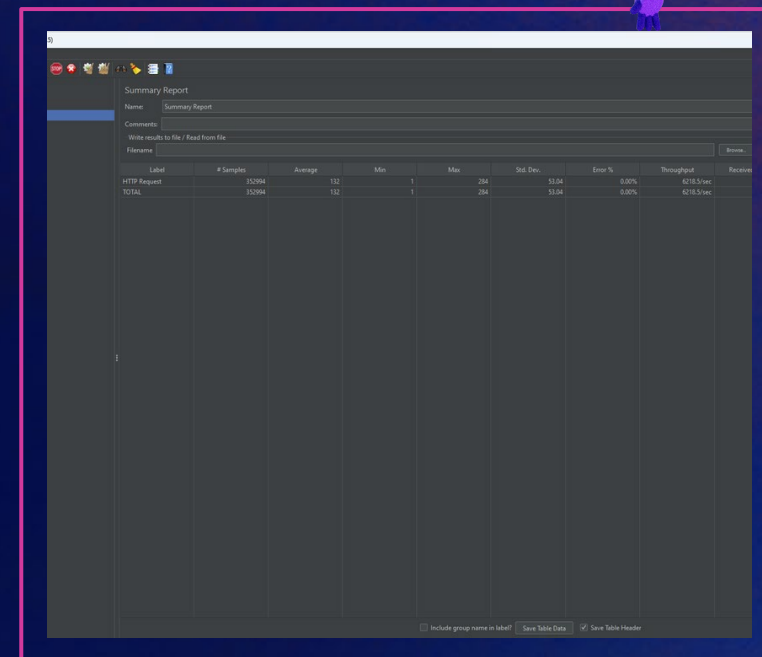 5)
STOP
Summary Report
Name: Summary Report
Comments:
Write results to file / Read from file
Filename Browse...
Label # Samples Average Min Max Std. Dev. Error % Throughput Received
HTTP Request 352994 132 1 284 53.04 0.00% 6218.5/sec
TOTAL 352994 132 1 284 53.04 0.00% 6218.5/sec
Include group name in label? Save Table Data Save Table Header